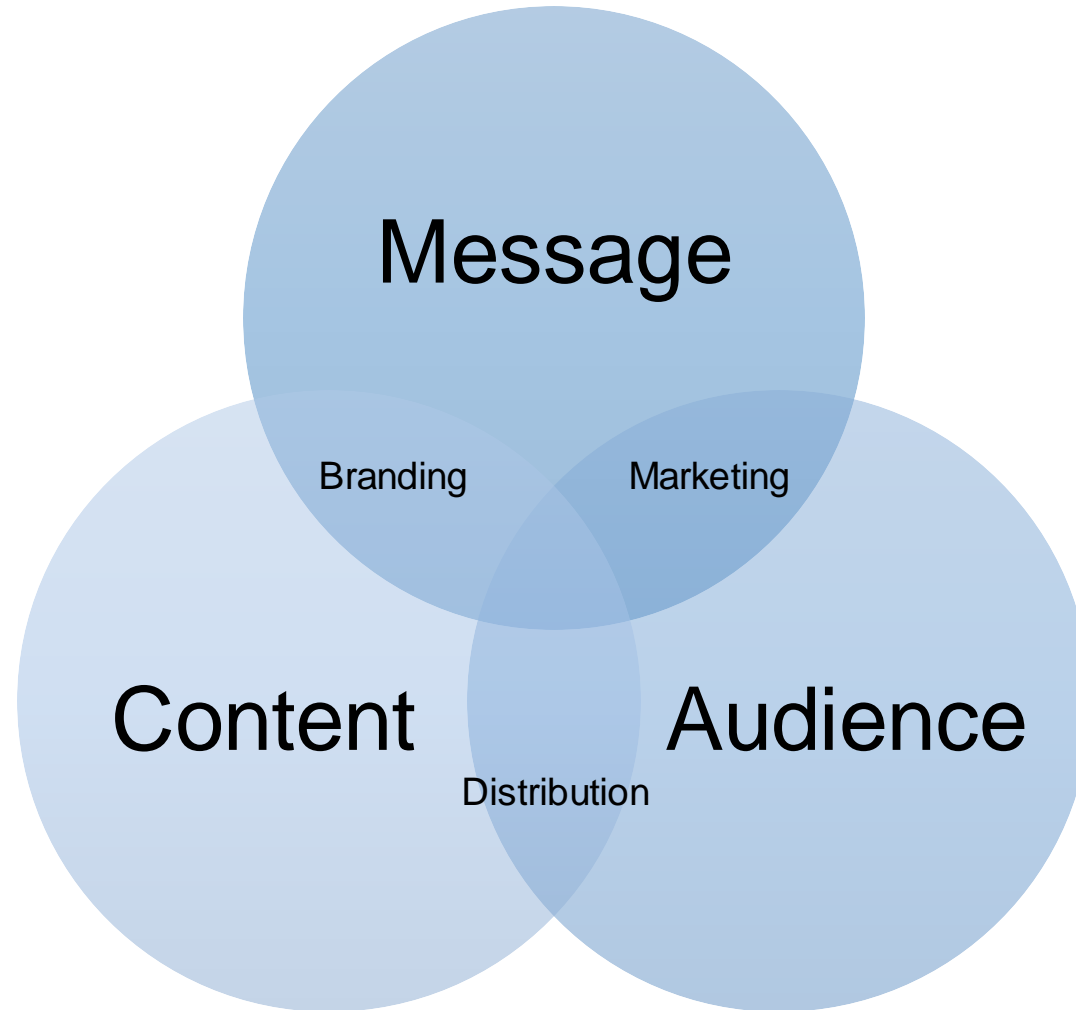 Message
Branding
Marketing
Content
Audience
Distribution